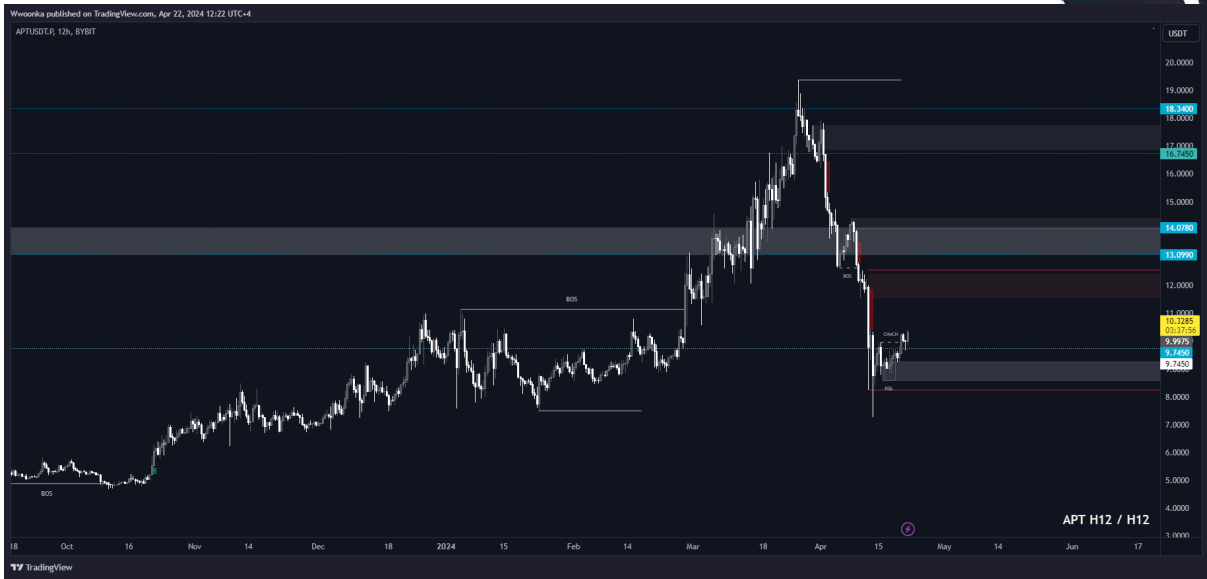 Wwoonka published on TradingView.com, Apr 22, 2024 12:22 UTC+4
APTUSDT.P, 12h, BYBIT
USDT
20.0000
19.0000
18.3400
18.0000
17.0000
16.7450
16.0000
15.0000
14.0780
13.0990
12.0000
11.0000
10.3285
03:37:56
9.9975
9.7450
9.7450
8.0000
7.0000
6.0000
5.0000
4.0000
3.0000
BOS
BOS
BOS
CHoCH
EQL
APT H12 / H12
18 Oct 16 Nov 14 Dec 18 2024 15 Feb 14 Mar 18 Apr 15 May 14 Jun 17
TradingView